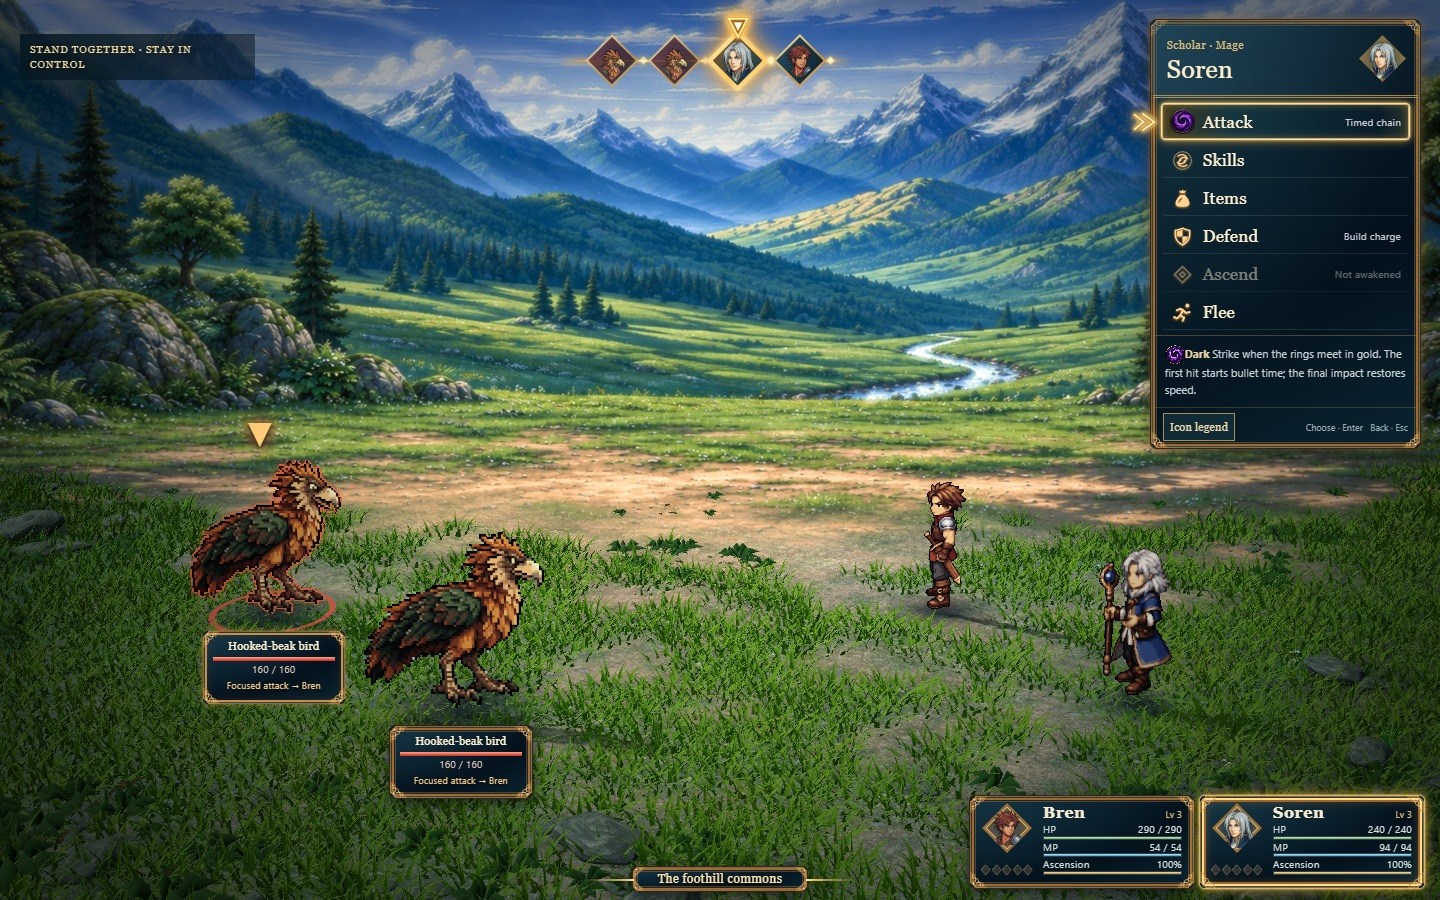 STAND TOGETHER · STAY IN
CONTROL
Scholar · Mage
Soren
Attack Timed chain
Skills
Items
Defend Build charge
Ascend Not awakened
Flee
Dark Strike when the rings meet in gold. The
first hit starts bullet time; the final impact restores
speed.
Icon legend Choose · Enter Back · Esc
Hooked-beak bird
160 / 160
Focused attack → Bren
Hooked-beak bird
160 / 160
Focused attack → Bren
Bren Lv 3
HP 290 / 290
MP 54 / 54
Ascension 100%
Soren Lv 3
HP 240 / 240
MP 94 / 94
Ascension 100%
The foothill commons